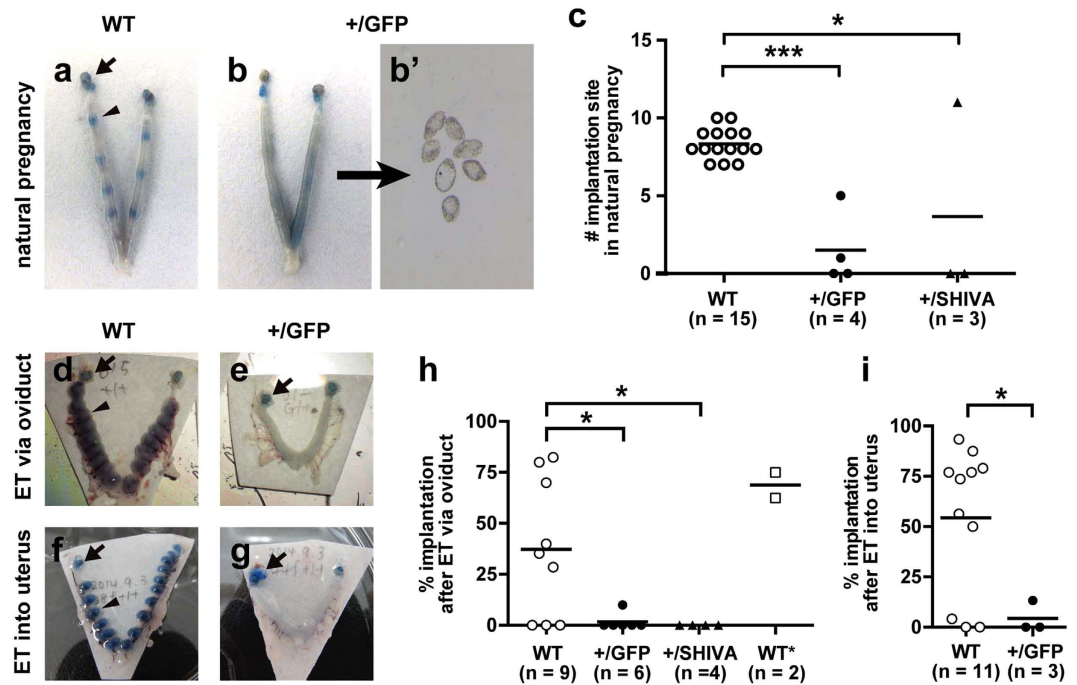 WT
+/GFP
natural pregnancy
a
b
b’
c
*
***
# implantation site
in natural pregnancy
15
10
5
0
WT
(n = 15)
+/GFP
(n = 4)
+/SHIVA
(n = 3)
WT
+/GFP
ET via oviduct
d
e
ET into uterus
f
g
h
*
*
% implantation
after ET via oviduct
100
75
50
25
0
WT
(n = 9)
+/GFP
(n = 6)
+/SHIVA
(n =4)
WT*
(n = 2)
i
*
% implantation
after ET into uterus
100
75
50
25
0
WT
(n = 11)
+/GFP
(n = 3)